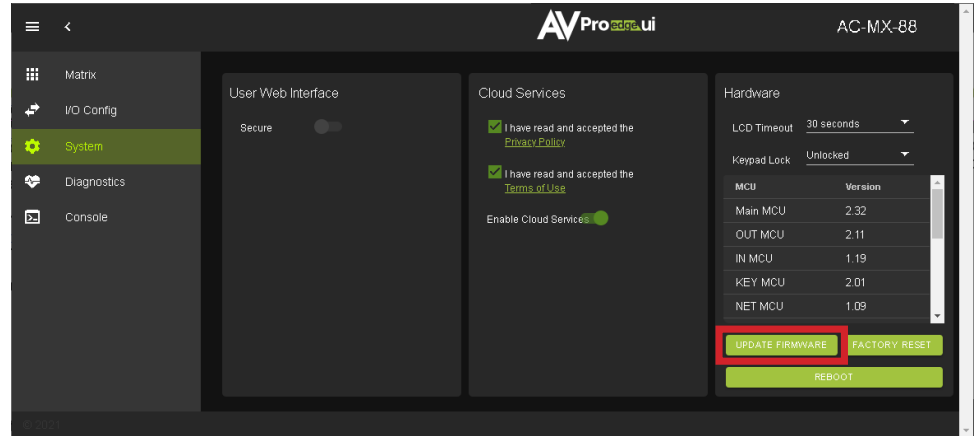 AVPro edge.ui
AC-MX-88
Matrix
I/O Config
System
Diagnostics
Console
User Web Interface
Secure
Cloud Services
I have read and accepted the
Privacy Policy
I have read and accepted the
Terms of Use
Enable Cloud Services
Hardware
LCD Timeout 30 seconds
Keypad Lock Unlocked
MCU Version
Main MCU 2.32
OUT MCU 2.11
IN MCU 1.19
KEY MCU 2.01
NET MCU 1.09
UPDATE FIRMWARE FACTORY RESET
REBOOT
© 2021